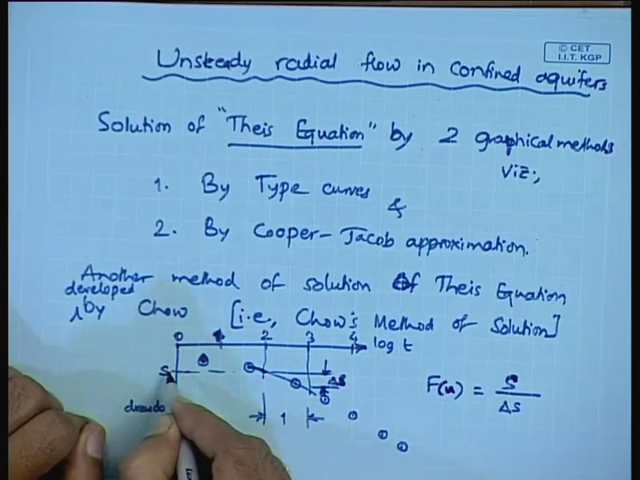 © CET
I.I.T. KGP
Unsteady radial flow in confined aquifers
Solution of "Theis Equation" by 2 graphical methods
viz.,
1. By Type curves &
2. By Cooper-Jacob approximation.
Another method of solution of Theis Equation
developed
by Chow [i.e., Chow's Method of Solution]
0 1 2 3 4 log t
S
Δs
F(u) = S / Δs
drawdo
1